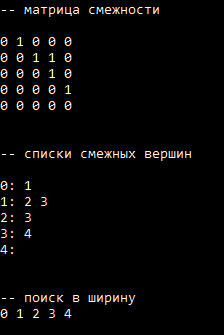 -- матрица смежности
0 1 0 0 0
0 0 1 1 0
0 0 0 1 0
0 0 0 0 1
0 0 0 0 0
-- списки смежных вершин
0: 1
1: 2 3
2: 3
3: 4
4:
-- поиск в ширину
0 1 2 3 4